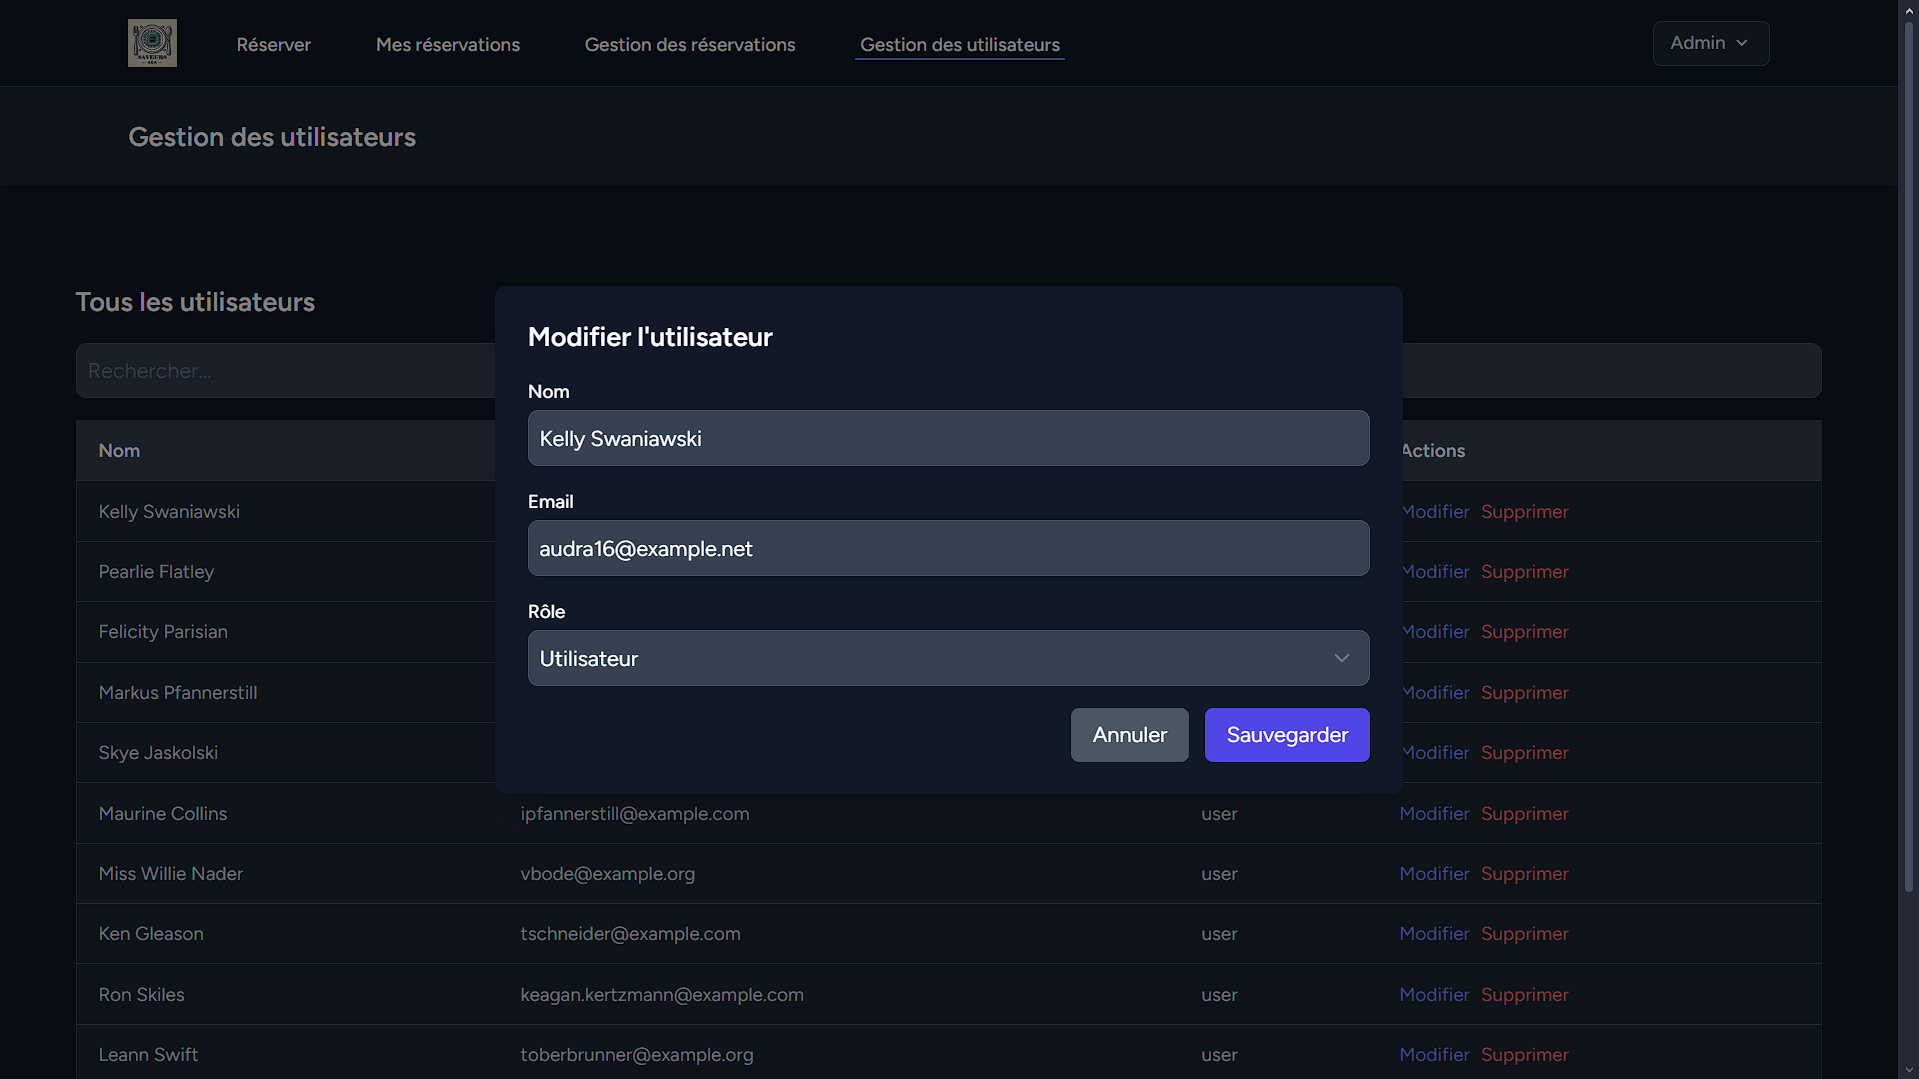 SAVEURS
404
Réserver
Mes réservations
Gestion des réservations
Gestion des utilisateurs
Admin
Gestion des utilisateurs
Tous les utilisateurs
Rechercher...
Modifier l'utilisateur
Nom
Kelly Swaniawski
Email
audra16@example.net
Rôle
Utilisateur
Annuler Sauvegarder
Nom Actions
Kelly Swaniawski Modifier Supprimer
Pearlie Flatley Modifier Supprimer
Felicity Parisian Modifier Supprimer
Markus Pfannerstill Modifier Supprimer
Skye Jaskolski Modifier Supprimer
Maurine Collins ipfannerstill@example.com user Modifier Supprimer
Miss Willie Nader vbode@example.org user Modifier Supprimer
Ken Gleason tschneider@example.com user Modifier Supprimer
Ron Skiles keagan.kertzmann@example.com user Modifier Supprimer
Leann Swift toberbrunner@example.org user Modifier Supprimer